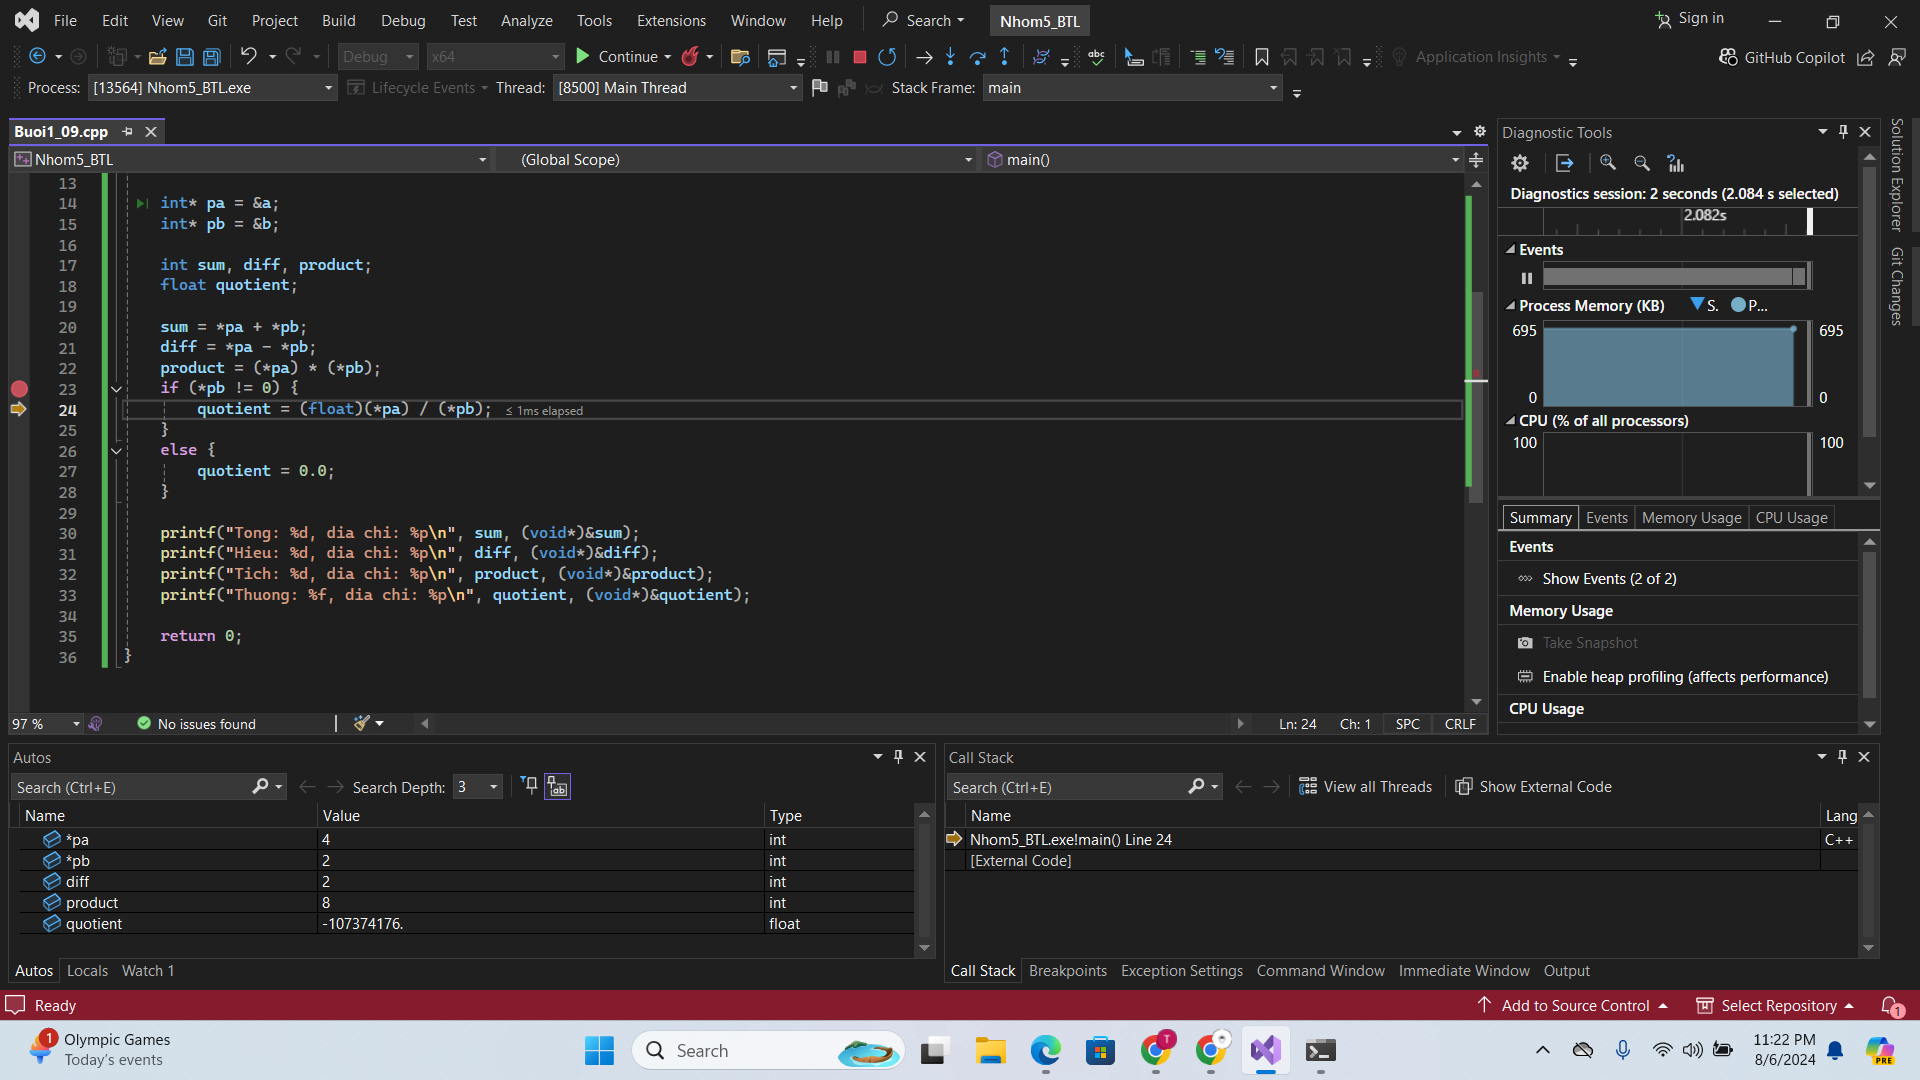 File Edit View Git Project Build Debug Test Analyze Tools Extensions Window Help Search Nhom5_BTL Sign in
Debug x64 Continue abc Application Insights GitHub Copilot
Process: [13564] Nhom5_BTL.exe Lifecycle Events Thread: [8500] Main Thread Stack Frame: main
Buoi1_09.cpp
Nhom5_BTL (Global Scope) main()
13
14 int* pa = &a;
15 int* pb = &b;
16
17 int sum, diff, product;
18 float quotient;
19
20 sum = *pa + *pb;
21 diff = *pa - *pb;
22 product = (*pa) * (*pb);
23 if (*pb != 0) {
24 quotient = (float)(*pa) / (*pb); ≤ 1ms elapsed
25 }
26 else {
27 quotient = 0.0;
28 }
29
30 printf("Tong: %d, dia chi: %p\n", sum, (void*)&sum);
31 printf("Hieu: %d, dia chi: %p\n", diff, (void*)&diff);
32 printf("Tich: %d, dia chi: %p\n", product, (void*)&product);
33 printf("Thuong: %f, dia chi: %p\n", quotient, (void*)&quotient);
34
35 return 0;
36 }
97 % No issues found Ln: 24 Ch: 1 SPC CRLF
Diagnostic Tools
Diagnostics session: 2 seconds (2.084 s selected)
2.082s
Events
Process Memory (KB) S. P...
695 695
0 0
CPU (% of all processors)
100 100
Summary Events Memory Usage CPU Usage
Events
Show Events (2 of 2)
Memory Usage
Take Snapshot
Enable heap profiling (affects performance)
CPU Usage
Solution Explorer
Git Changes
Autos
Search (Ctrl+E) Search Depth: 3
Name Value Type
*pa 4 int
*pb 2 int
diff 2 int
product 8 int
quotient -107374176. float
Autos Locals Watch 1
Call Stack
Search (Ctrl+E) View all Threads Show External Code
Name Lang
Nhom5_BTL.exe!main() Line 24 C++
[External Code]
Call Stack Breakpoints Exception Settings Command Window Immediate Window Output
Ready Add to Source Control Select Repository 1
1 Olympic Games
Today's events
Search
T
11:22 PM
8/6/2024
PRE